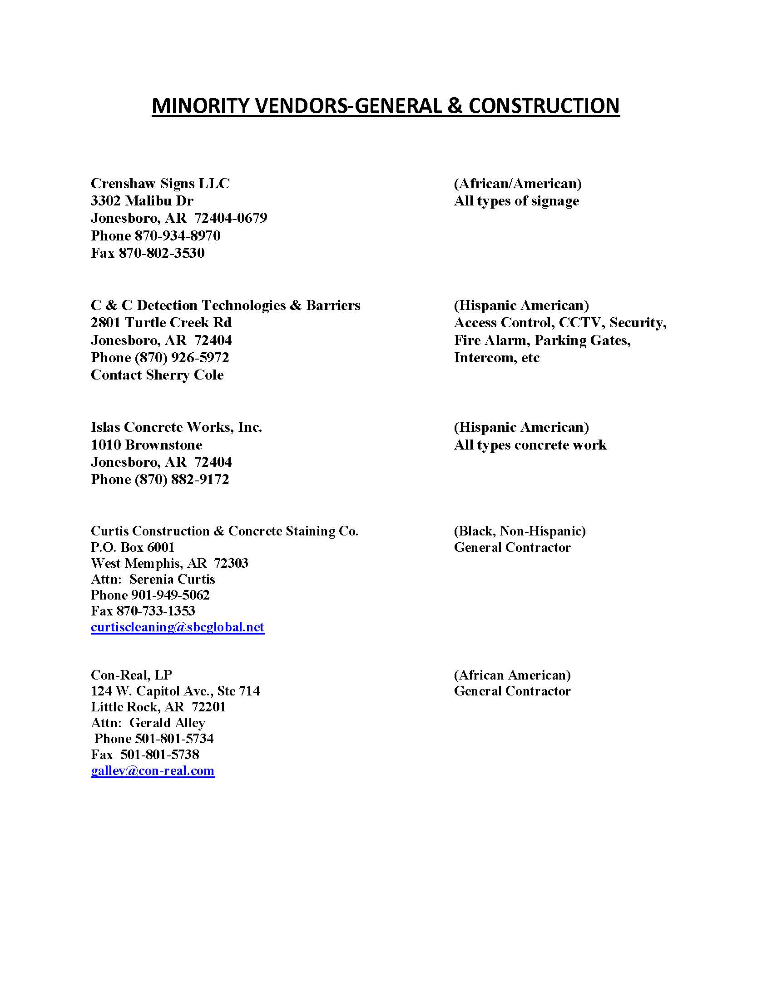 MINORITY VENDORS-GENERAL & CONSTRUCTION
Crenshaw Signs LLC (African/American)
3302 Malibu Dr All types of signage
Jonesboro, AR  72404-0679
Phone 870-934-8970
Fax 870-802-3530
C & C Detection Technologies & Barriers (Hispanic American)
2801 Turtle Creek Rd Access Control, CCTV, Security,
Jonesboro, AR  72404 Fire Alarm, Parking Gates,
Phone (870) 926-5972 Intercom, etc
Contact Sherry Cole
Islas Concrete Works, Inc. (Hispanic American)
1010 Brownstone All types concrete work
Jonesboro, AR  72404
Phone (870) 882-9172
Curtis Construction & Concrete Staining Co. (Black, Non-Hispanic)
P.O. Box 6001 General Contractor
West Memphis, AR  72303
Attn:  Serenia Curtis
Phone 901-949-5062
Fax 870-733-1353
curtiscleaning@sbcglobal.net
Con-Real, LP (African American)
124 W. Capitol Ave., Ste 714 General Contractor
Little Rock, AR  72201
Attn:  Gerald Alley
Phone 501-801-5734
Fax  501-801-5738
galley@con-real.com